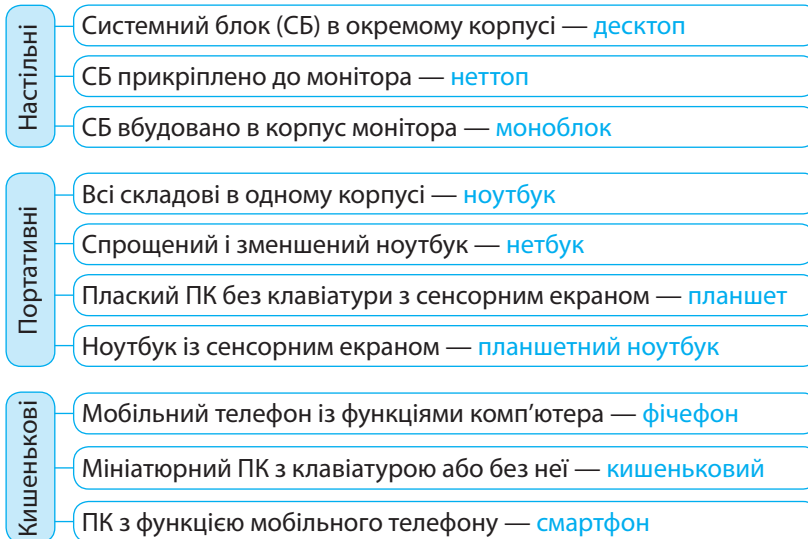 Настільні
Системний блок (СБ) в окремому корпусі — десктоп
СБ прикріплено до монітора — неттоп
СБ вбудовано в корпус монітора — моноблок
Портативні
Всі складові в одному корпусі — ноутбук
Спрощений і зменшений ноутбук — нетбук
Плаский ПК без клавіатури з сенсорним екраном — планшет
Ноутбук із сенсорним екраном — планшетний ноутбук
Кишенькові
Мобільний телефон із функціями комп’ютера — фічефон
Мініатюрний ПК з клавіатурою або без неї — кишеньковий
ПК з функцією мобільного телефону — смартфон